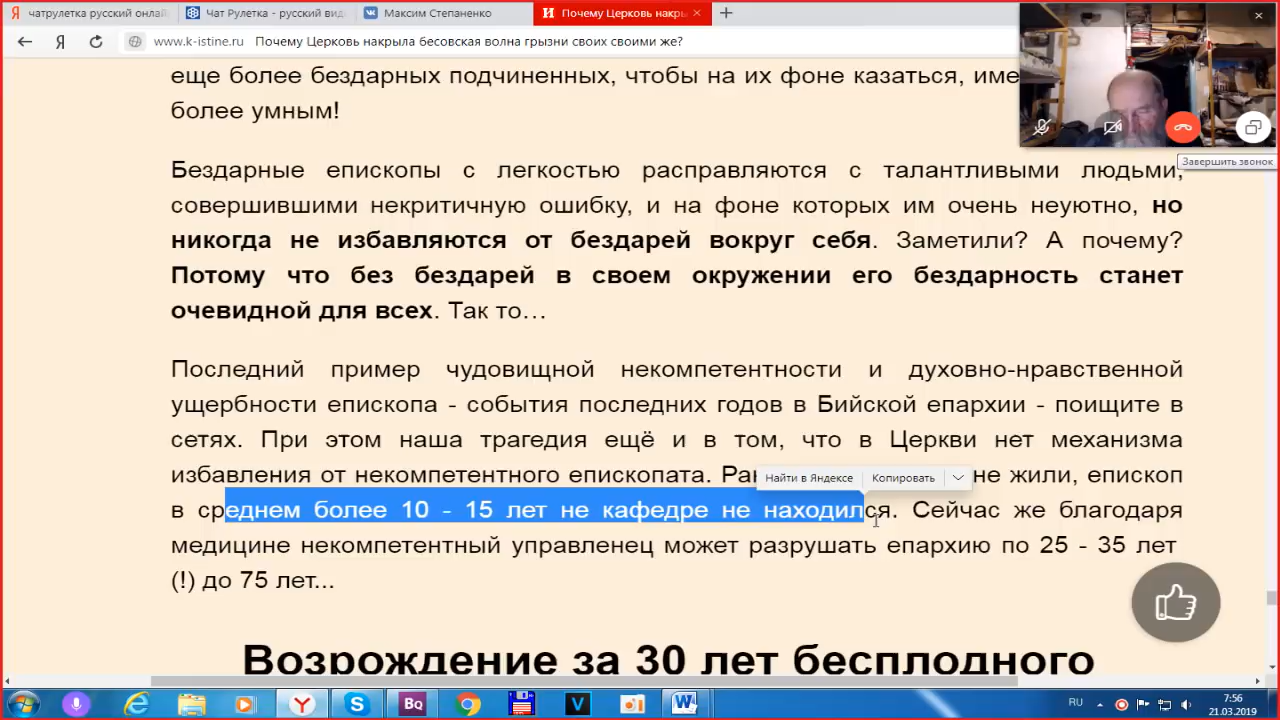 чатрулетка русский онлай
Чат Рулетка - русский вид
Максим Степаненко
Почему Церковь накры
www.k-istine.ru Почему Церковь накрыла бесовская волна грызни своих своими же?
еще более бездарных подчиненных, чтобы на их фоне казаться, име
более умным!
Завершить звонок
Бездарные епископы с легкостью расправляются с талантливыми людьми,
совершившими некритичную ошибку, и на фоне которых им очень неуютно, но
никогда не избавляются от бездарей вокруг себя. Заметили? А почему?
Потому что без бездарей в своем окружении его бездарность станет
очевидной для всех. Так то...
Последний пример чудовищной некомпетентности и духовно-нравственной
ущербности епископа - события последних годов в Бийской епархии - поищите в
сетях. При этом наша трагедия ещё и в том, что в Церкви нет механизма
избавления от некомпетентного епископата. Ран не жили, епископ
Найти в Яндексе Копировать
в среднем более 10 - 15 лет не кафедре не находился. Сейчас же благодаря
медицине некомпетентный управленец может разрушать епархию по 25 - 35 лет
(!) до 75 лет...
Возрождение за 30 лет бесплодного
RU
7:56
21.03.2019